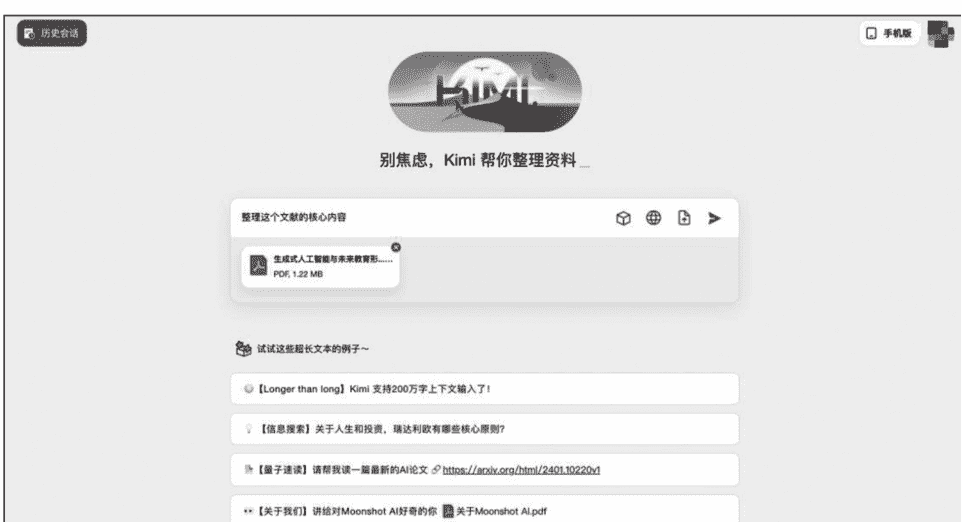 历史会话
手机版
KIMI.
别焦虑，Kimi 帮你整理资料 _
整理这个文献的核心内容
生成式人工智能与未来教育形......
PDF, 1.22 MB
试试这些超长文本的例子～
【Longer than long】Kimi 支持200万字上下文输入了！
【信息搜索】关于人生和投资，瑞达利欧有哪些核心原则？
【量子速读】请帮我读一篇最新的AI论文 https://arxiv.org/html/2401.10220v1
【关于我们】讲给对Moonshot AI好奇的你 关于Moonshot AI.pdf